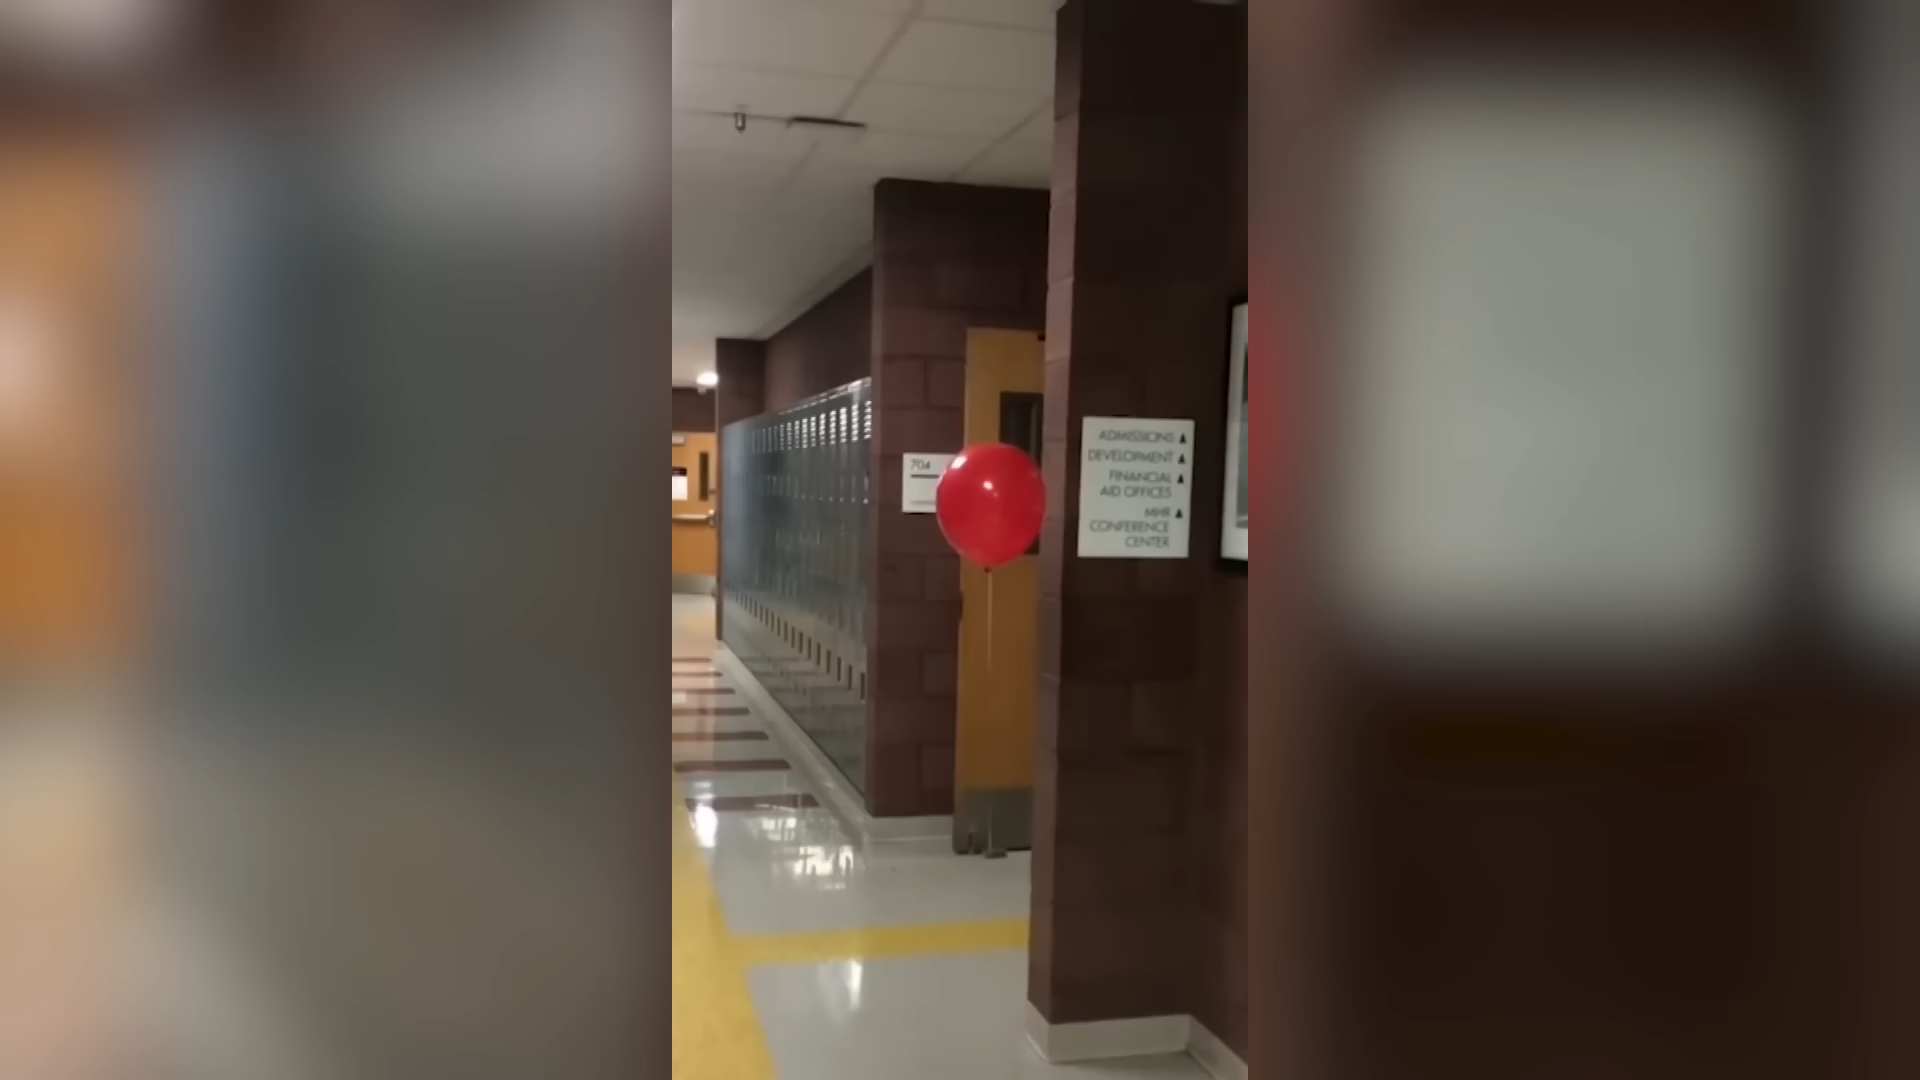 704
ADMISSIONS ▲
DEVELOPMENT ▲
FINANCIAL ▲
AID OFFICES
MHR ▲
CONFERENCE
CENTER